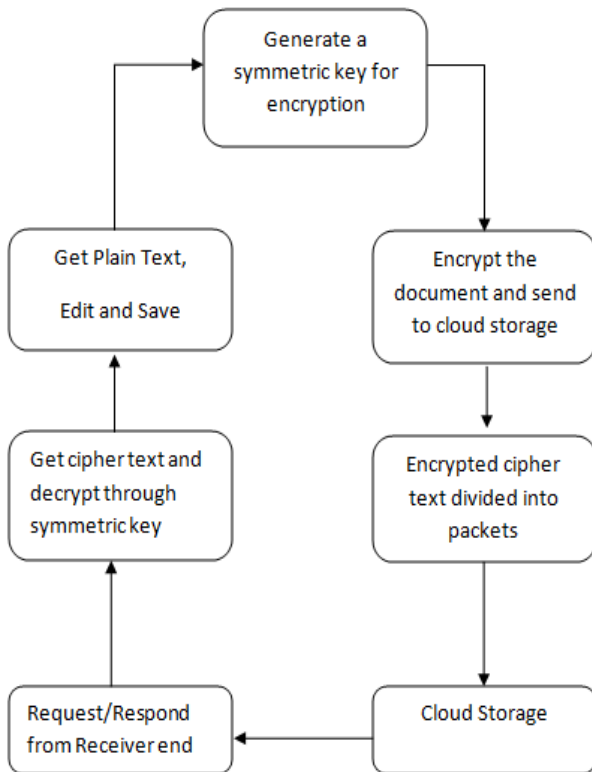 Generate a
symmetric key for
encryption
Encrypt the
document and send
to cloud storage
Encrypted cipher
text divided into
packets
Cloud Storage
Request/Respond
from Receiver end
Get cipher text and
decrypt through
symmetric key
Get Plain Text,
Edit and Save